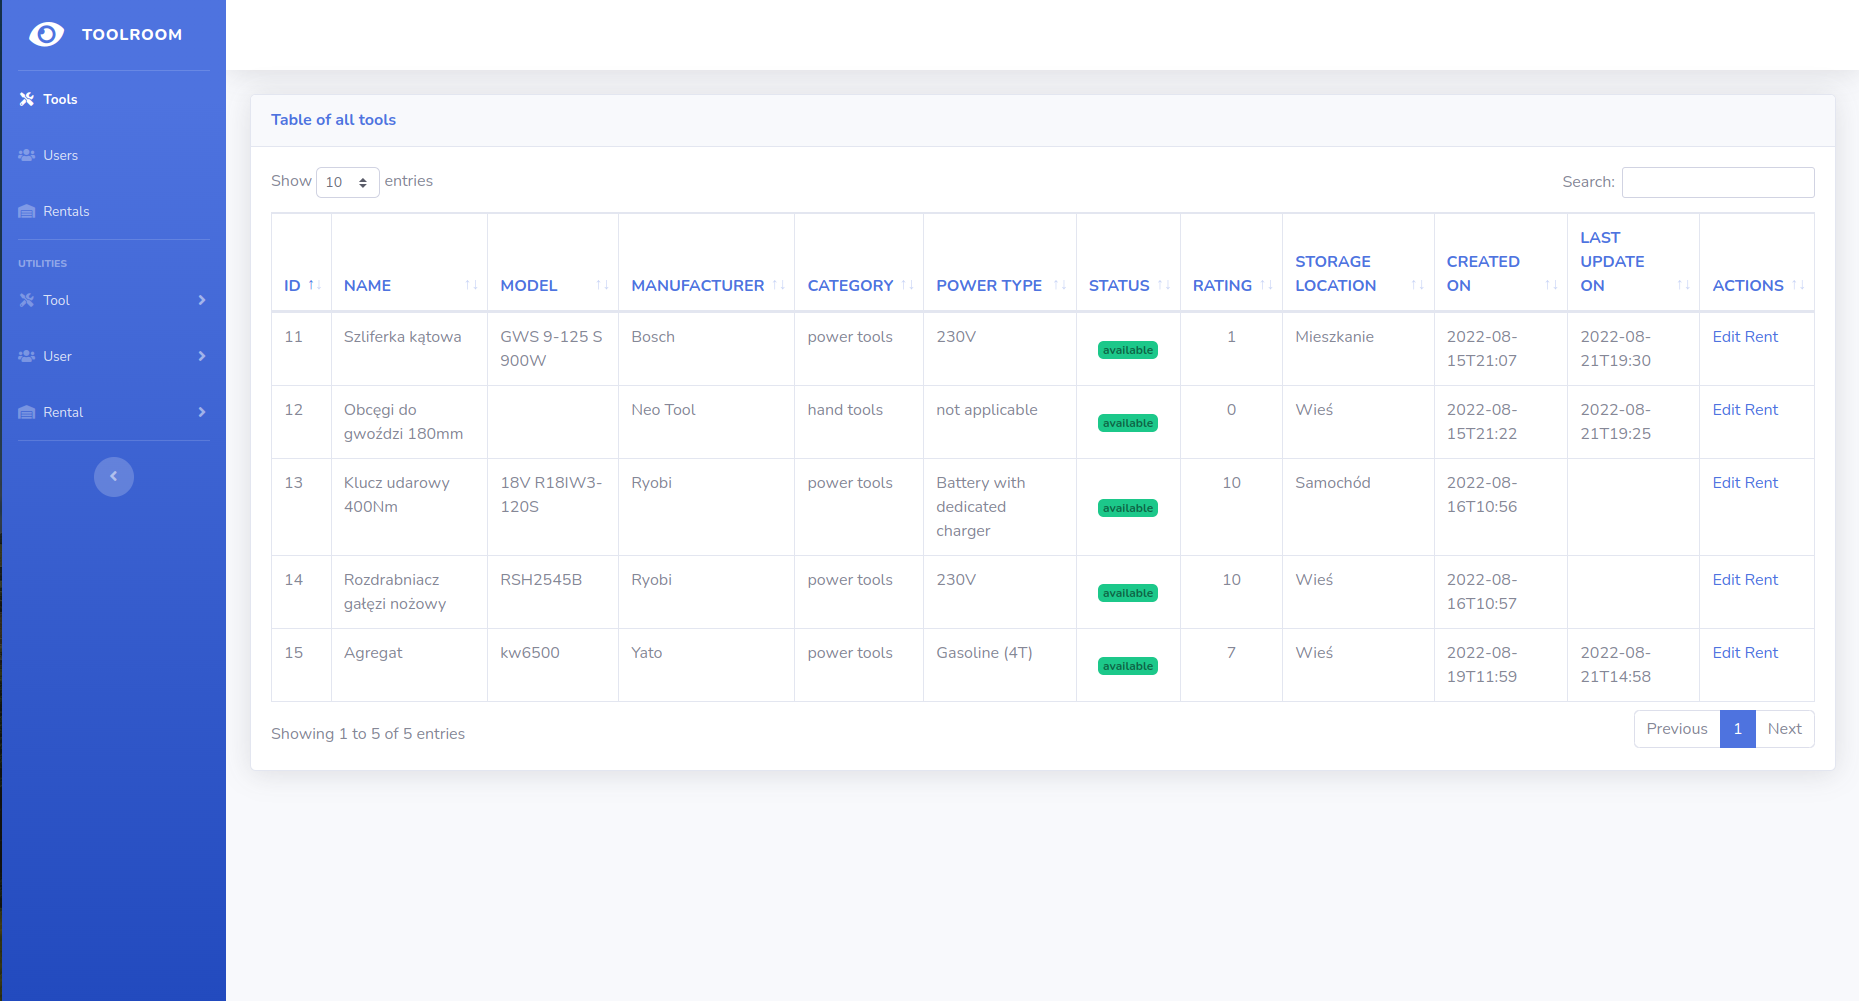 TOOLROOM
Tools
Users
Rentals
UTILITIES
Tool
User
Rental
Table of all tools
Show 10 entries
Search:
ID NAME MODEL MANUFACTURER CATEGORY POWER TYPE STATUS RATING STORAGE LOCATION CREATED ON LAST UPDATE ON ACTIONS
11 Szliferka kątowa GWS 9-125 S 900W Bosch power tools 230V available 1 Mieszkanie 2022-08-15T21:07 2022-08-21T19:30 Edit Rent
12 Obcęgi do gwoździ 180mm Neo Tool hand tools not applicable available 0 Wieś 2022-08-15T21:22 2022-08-21T19:25 Edit Rent
13 Klucz udarowy 400Nm 18V R18IW3-120S Ryobi power tools Battery with dedicated charger available 10 Samochód 2022-08-16T10:56 Edit Rent
14 Rozdrabniacz gałęzi nożowy RSH2545B Ryobi power tools 230V available 10 Wieś 2022-08-16T10:57 Edit Rent
15 Agregat kw6500 Yato power tools Gasoline (4T) available 7 Wieś 2022-08-19T11:59 2022-08-21T14:58 Edit Rent
Showing 1 to 5 of 5 entries
Previous 1 Next